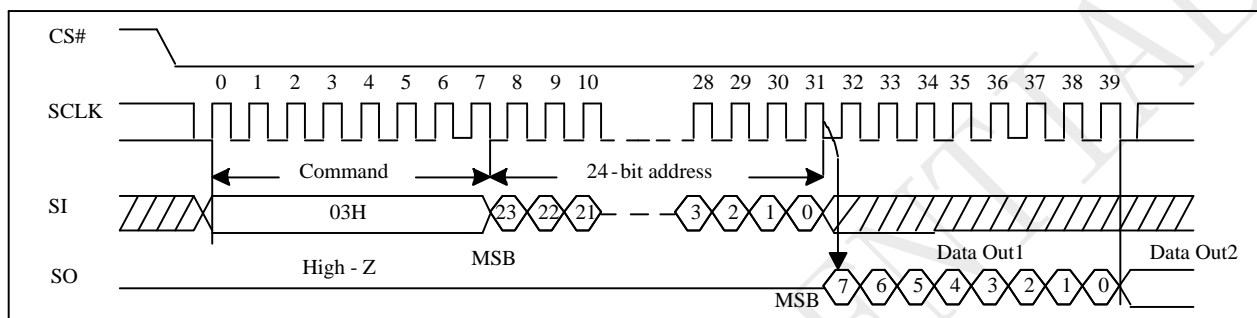 CS#
0 1 2 3 4 5 6 7 8 9 10 28 29 30 31 32 33 34 35 36 37 38 39
SCLK
Command 24-bit address
SI 03H 23 22 21 3 2 1 0
MSB Data Out1 Data Out2
High - Z
SO MSB 7 6 5 4 3 2 1 0
ENTIAL